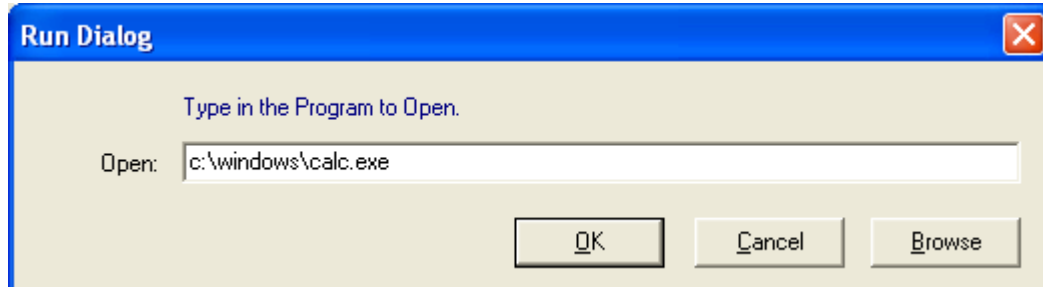 Run Dialog
Type in the Program to Open.
Open: c:\windows\calc.exe
OK Cancel Browse